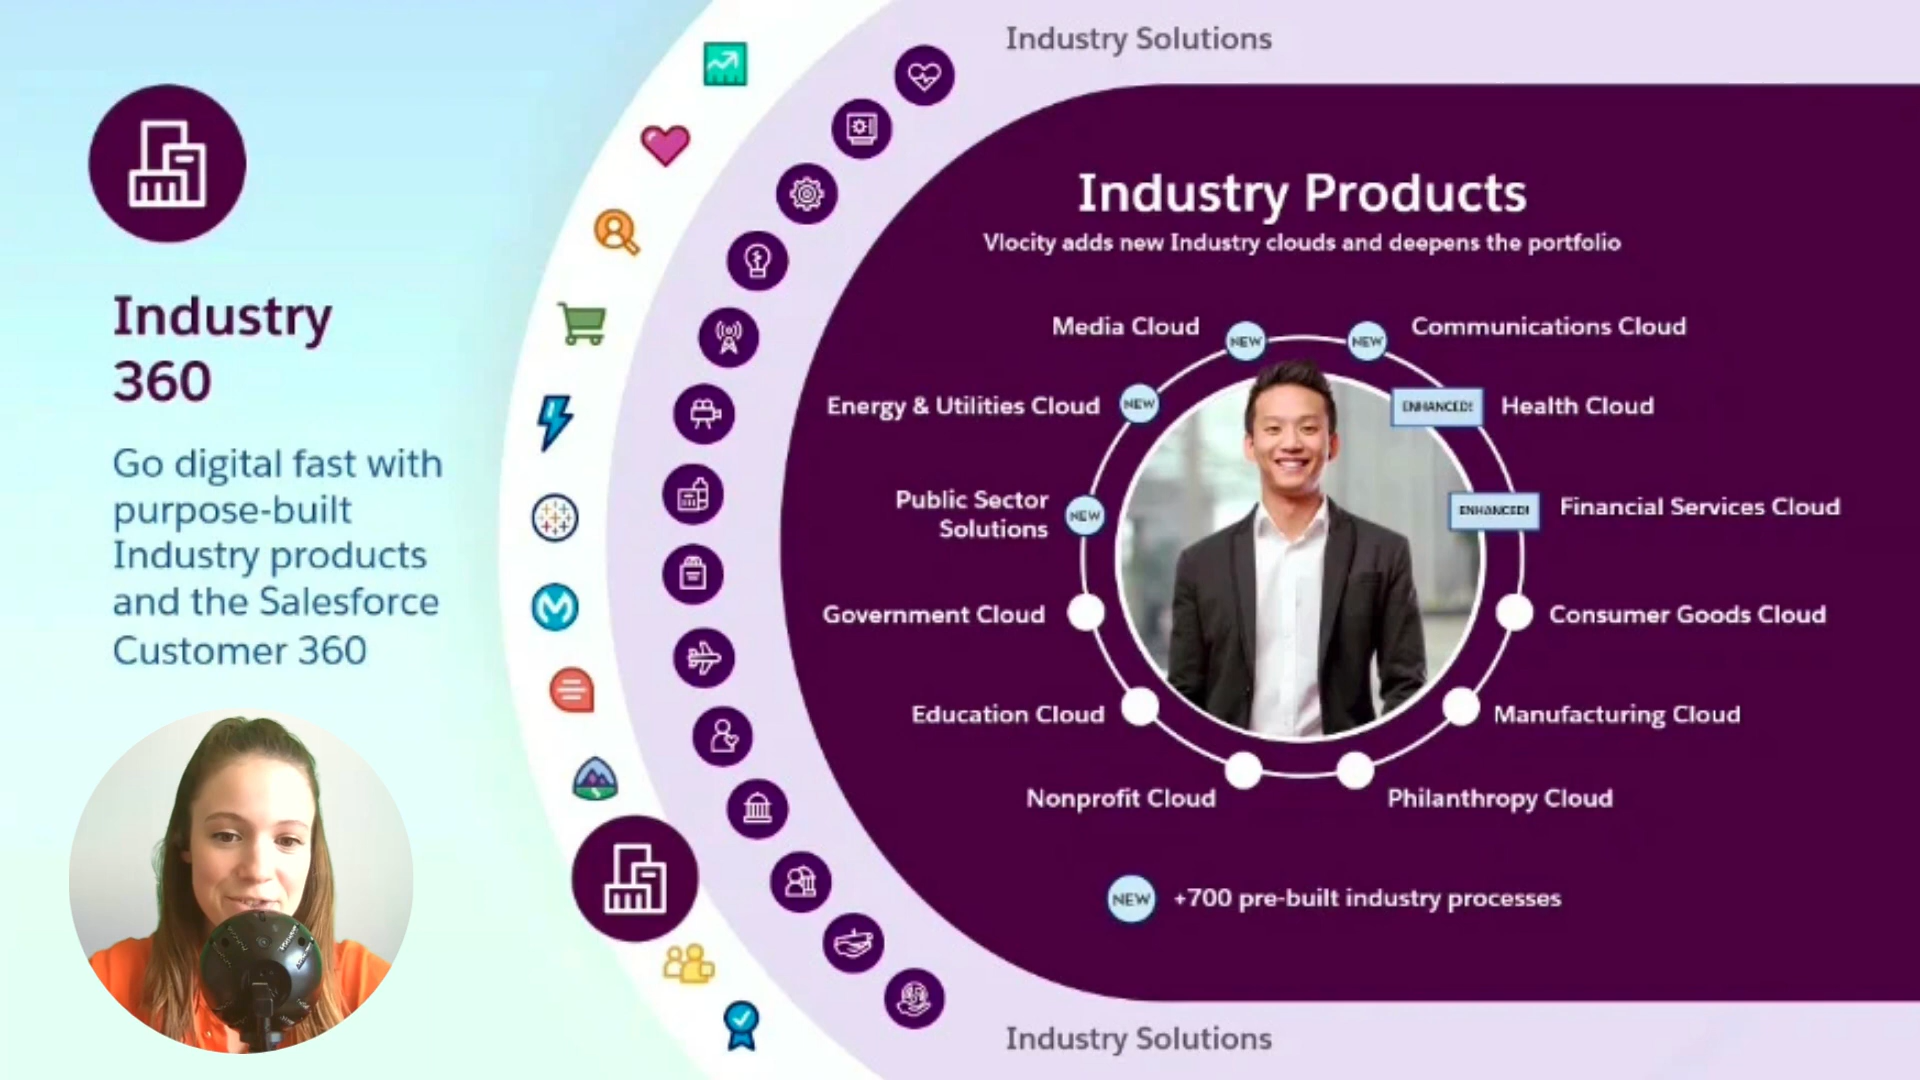 Industry
360
Go digital fast with
purpose-built
Industry products
and the Salesforce
Customer 360
Industry Solutions
Industry Products
Vlocity adds new Industry clouds and deepens the portfolio
Media Cloud
NEW
NEW
Communications Cloud
Energy & Utilities Cloud
NEW
ENHANCED!
Health Cloud
Public Sector
Solutions
NEW
ENHANCED!
Financial Services Cloud
Government Cloud
Consumer Goods Cloud
Education Cloud
Manufacturing Cloud
Nonprofit Cloud
Philanthropy Cloud
NEW
+700 pre-built industry processes
Industry Solutions